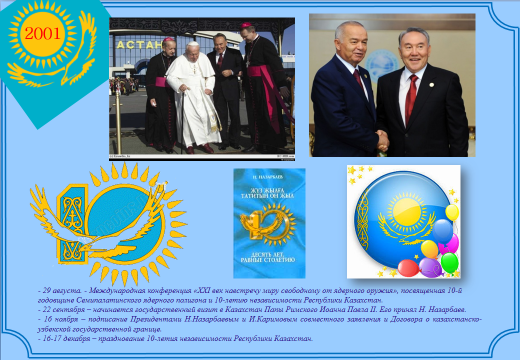 2001
АСТАН
Н. НАЗАРБАЕВ
ЖҮЗ ЖЫЛҒА
ТАТИТЫН ОН ЖЫЛ
10
ДЕСЯТЬ ЛЕТ,
РАВНЫЕ СТОЛЕТИЮ
- 29 августа. - Международная конференция «XXI век навстречу миру свободному от ядерного оружия», посвященная 10-й
годовщине Семипалатинского ядерного полигона и 10-летию независимости Республики Казахстан.
- 22 сентября – начинается государственный визит в Казахстан Папы Римского Иоанна Павла II. Его принял Н. Назарбаев.
- 16 ноября – подписание Президентами Н.Назарбаевым и И.Каримовым совместного заявления и Договора о казахстанско-
узбекской государственной границе.
- 16-17 декабря – празднование 10-летия независимости Республики Казахстан.